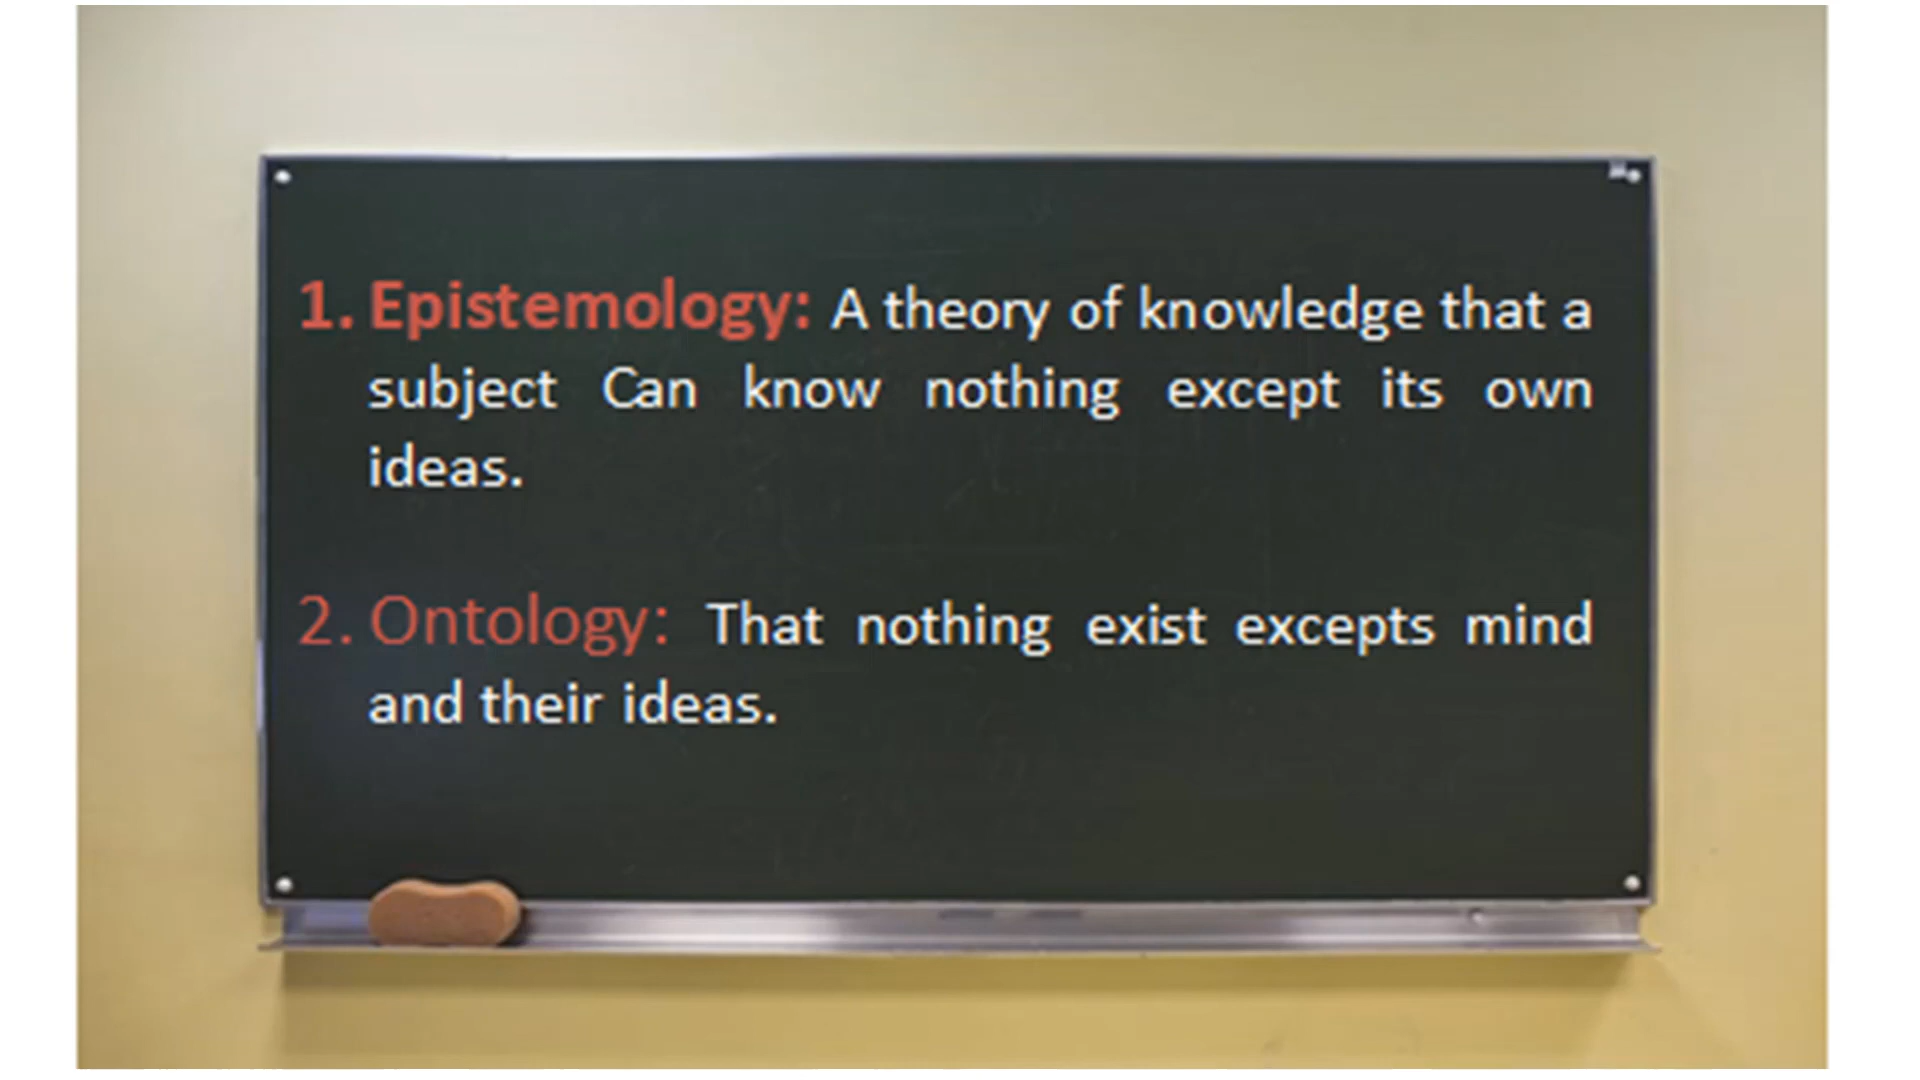 1. Epistemology: A theory of knowledge that a
subject Can know nothing except its own
ideas.
2. Ontology: That nothing exist excepts mind
and their ideas.